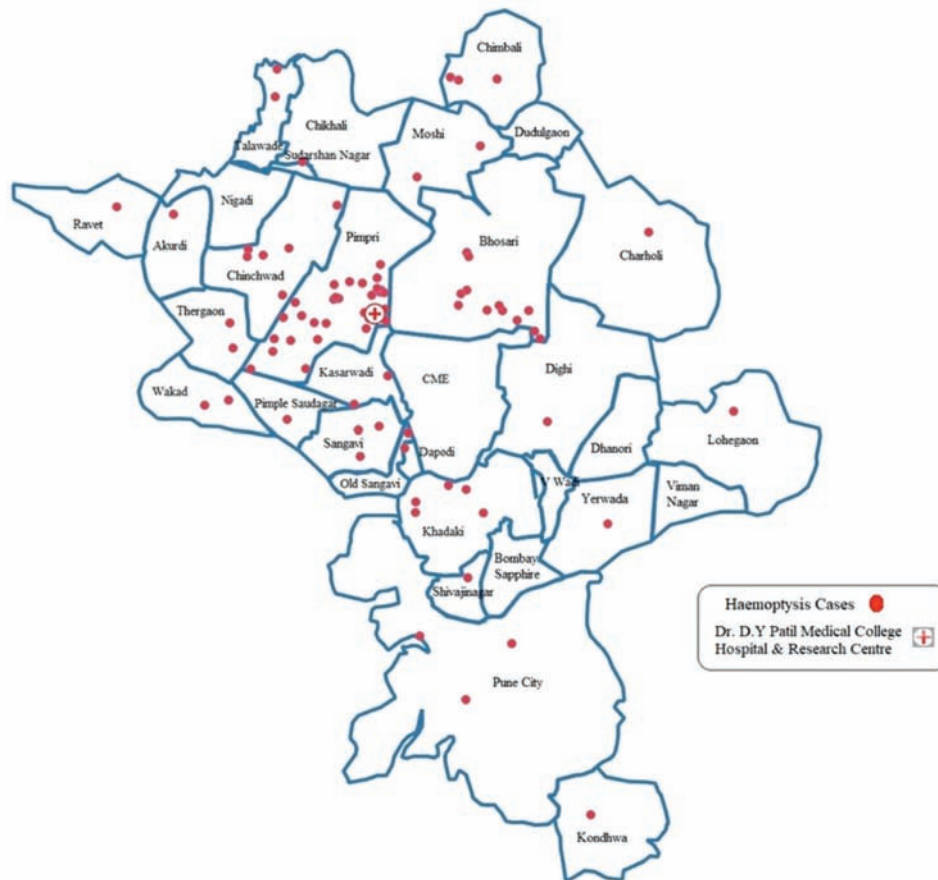 Chimbali
Chikhali
Moshi
Dudulgaon
Talawade
Sudarshan Nagar
Nigadi
Ravet
Akurdi
Pimpri
Bhosari
Charholi
Chinchwad
Thergaon
Kasarwadi
CME
Dighi
Wakad
Pimple Saudagar
Sangavi
Dapodi
Dhanori
Lohegaon
Old Sangavi
V Wadi
Yerwada
Viman
Nagar
Khadaki
Bombay
Sapphire
Shivajinagar
Pune City
Kondhwa
Haemoptysis Cases
Dr. D.Y Patil Medical College
Hospital & Research Centre